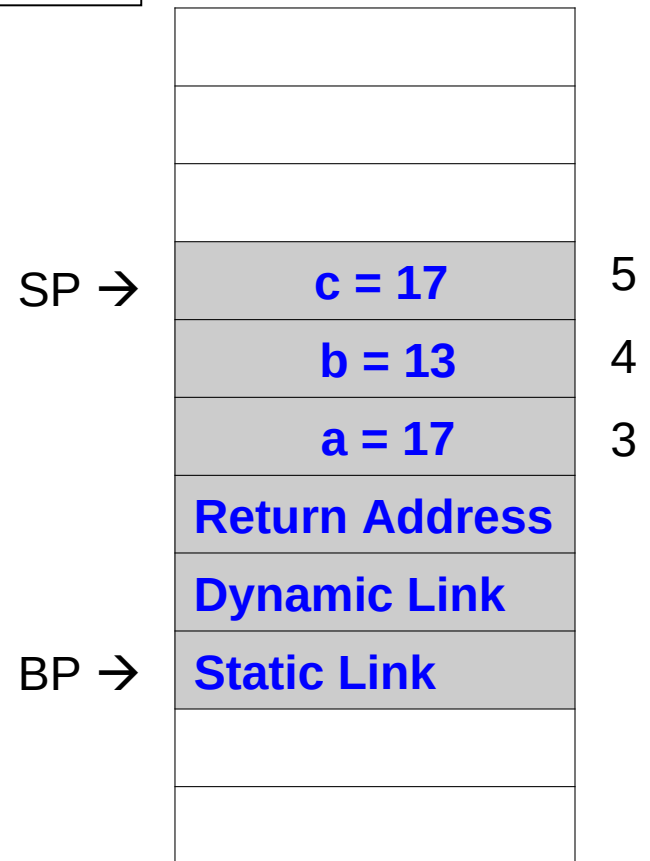 SP → c = 17 5
b = 13 4
a = 17 3
Return Address
Dynamic Link
BP → Static Link